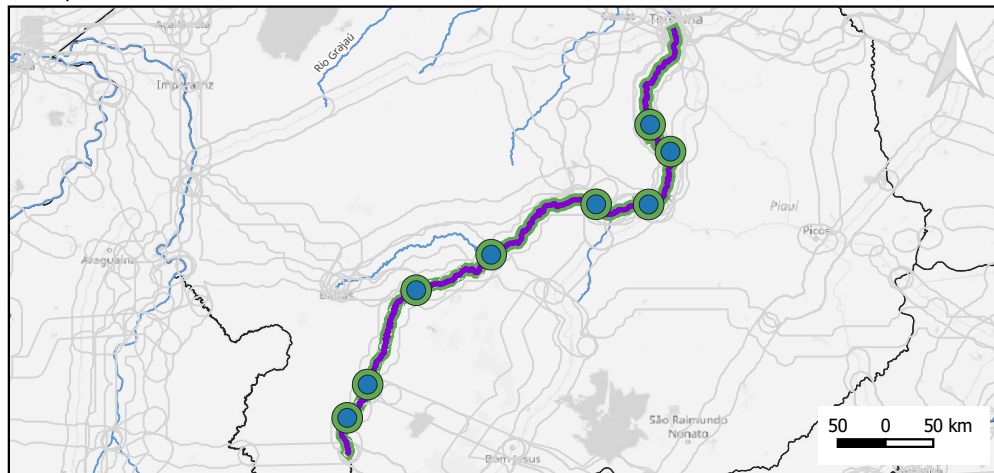 Rio Grajaú
Imperatriz
Araguaína
Balsas
Piauí
Picos
São Raimundo
Nonato
Bom Jesus
50 0 50 km